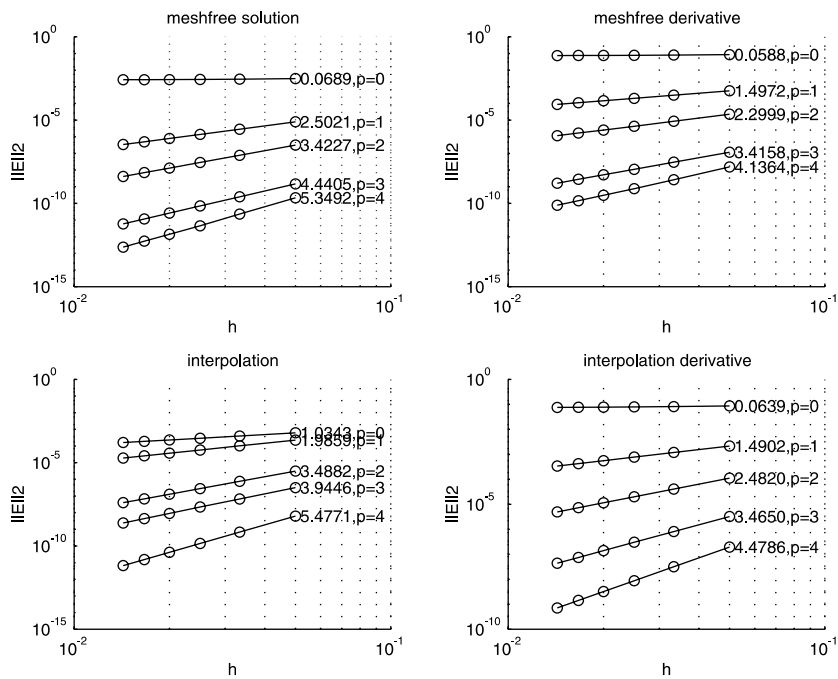 meshfree solution
10^0
10^-5
10^-10
10^-15
||E||2
0.0689,p=0
2.5021,p=1
3.4227,p=2
4.4405,p=3
5.3492,p=4
10^-2
10^-1
h
meshfree derivative
10^0
10^-5
10^-10
10^-15
||E||2
0.0588,p=0
1.4972,p=1
2.2999,p=2
3.4158,p=3
4.1364,p=4
10^-2
10^-1
h
interpolation
10^0
10^-5
10^-10
10^-15
||E||2
1.0343,p=0
1.9859,p=1
3.4882,p=2
3.9446,p=3
5.4771,p=4
10^-2
10^-1
h
interpolation derivative
10^0
10^-5
10^-10
||E||2
0.0639,p=0
1.4902,p=1
2.4820,p=2
3.4650,p=3
4.4786,p=4
10^-2
10^-1
h